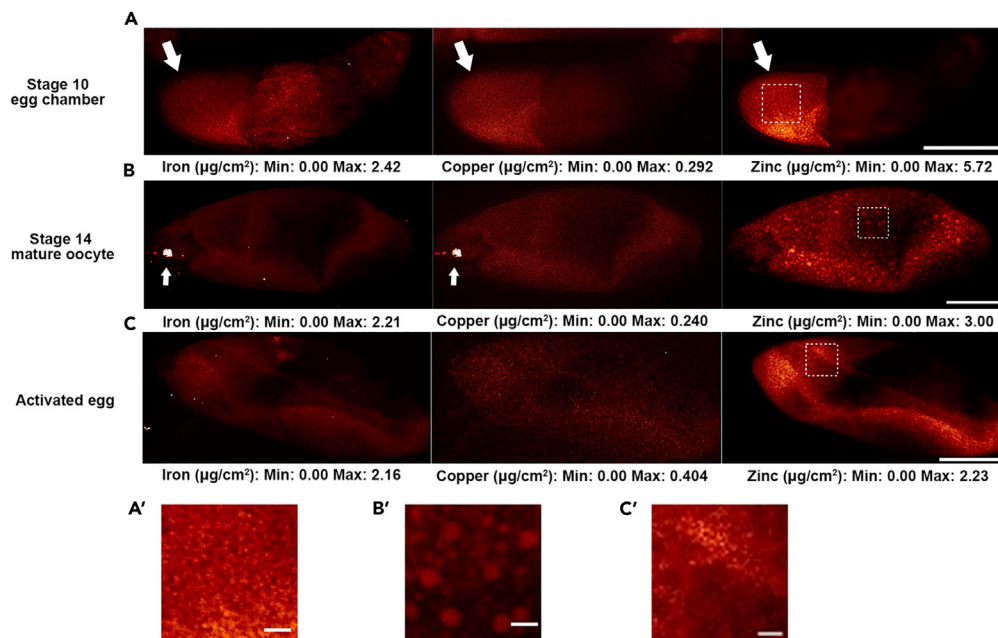 A
Stage 10
egg chamber
Iron (µg/cm²): Min: 0.00 Max: 2.42
Copper (µg/cm²): Min: 0.00 Max: 0.292
Zinc (µg/cm²): Min: 0.00 Max: 5.72
B
Stage 14
mature oocyte
Iron (µg/cm²): Min: 0.00 Max: 2.21
Copper (µg/cm²): Min: 0.00 Max: 0.240
Zinc (µg/cm²): Min: 0.00 Max: 3.00
C
Activated egg
Iron (µg/cm²): Min: 0.00 Max: 2.16
Copper (µg/cm²): Min: 0.00 Max: 0.404
Zinc (µg/cm²): Min: 0.00 Max: 2.23
A′
B′
C′